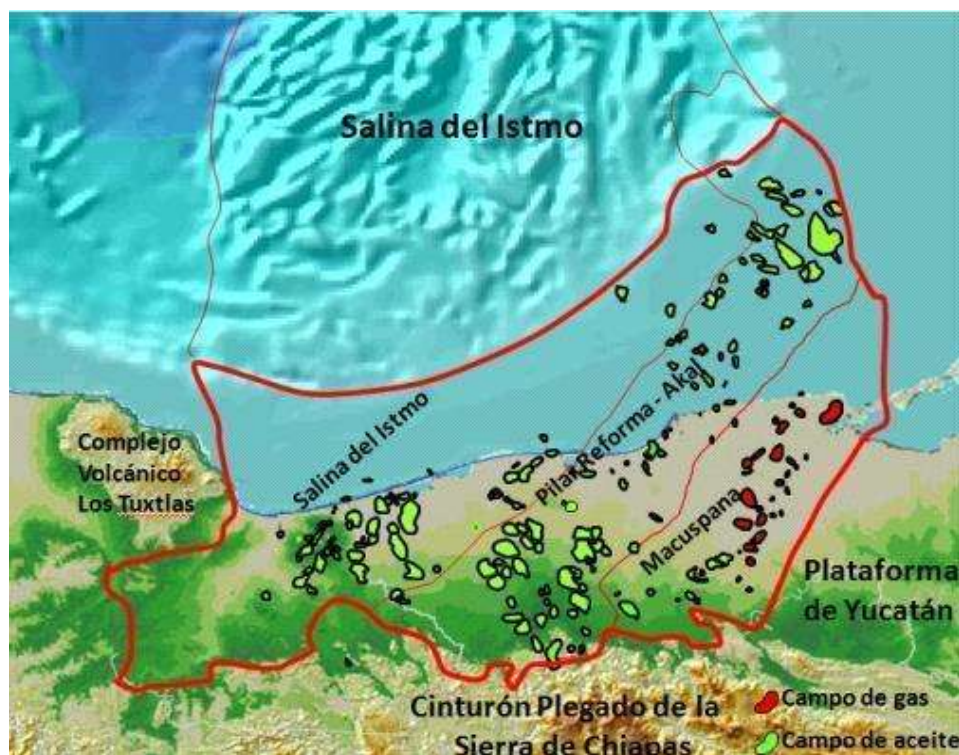 Salina del Istmo
Complejo
Volcánico
Los Tuxtlas
Salina del Istmo
Pilar Reforma - Akal
Macuspana
Plataforma
de Yucatán
Cinturón Plegado de la
Sierra de Chiapas
Campo de gas
Campo de aceite